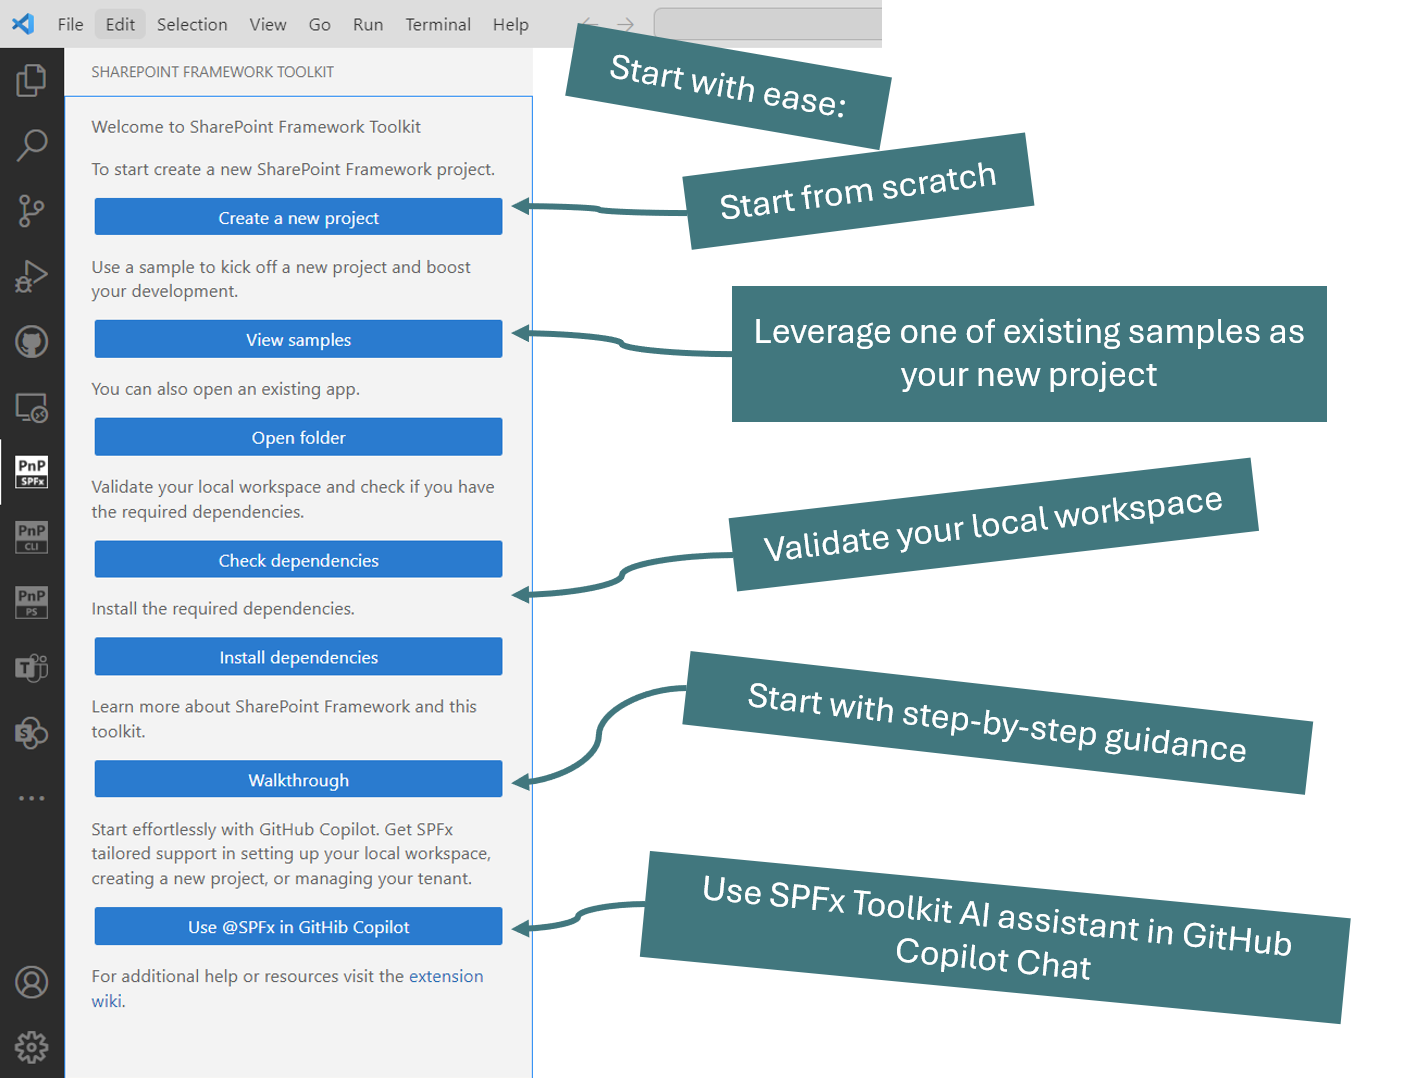 File Edit Selection View Go Run Terminal Help
SHAREPOINT FRAMEWORK TOOLKIT
Start with ease:
Welcome to SharePoint Framework Toolkit
To start create a new SharePoint Framework project.
Create a new project
Start from scratch
Use a sample to kick off a new project and boost
your development.
View samples
Leverage one of existing samples as
your new project
You can also open an existing app.
Open folder
Validate your local workspace and check if you have
the required dependencies.
Check dependencies
Validate your local workspace
Install the required dependencies.
Install dependencies
Learn more about SharePoint Framework and this
toolkit.
Walkthrough
Start with step-by-step guidance
Start effortlessly with GitHub Copilot. Get SPFx
tailored support in setting up your local workspace,
creating a new project, or managing your tenant.
Use @SPFx in GitHib Copilot
Use SPFx Toolkit AI assistant in GitHub
Copilot Chat
For additional help or resources visit the extension
wiki.
PnP
SPFx
PnP
CLI
PnP
PS
T
S